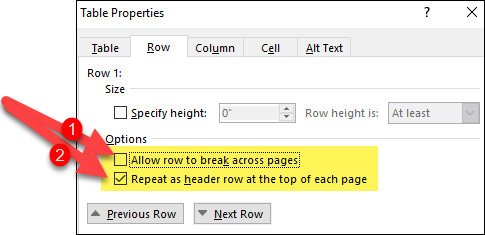 Table Properties ? ×
Table Row Column Cell Alt Text
Row 1:
Size
Specify height: 0" Row height is: At least
Options
1
Allow row to break across pages
2
Repeat as header row at the top of each page
Previous Row Next Row